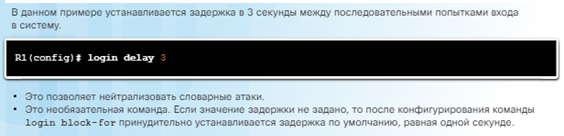 В данном примере устанавливается задержка в 3 секунды между последовательными попытками входа
в систему.
R1(config)# login delay 3
• Это позволяет нейтрализовать словарные атаки.
• Это необязательная команда. Если значение задержки не задано, то после конфигурирования команды
login block-for принудительно устанавливается задержка по умолчанию, равная одной секунде.